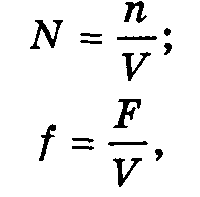 N = n/V;
f = F/V,